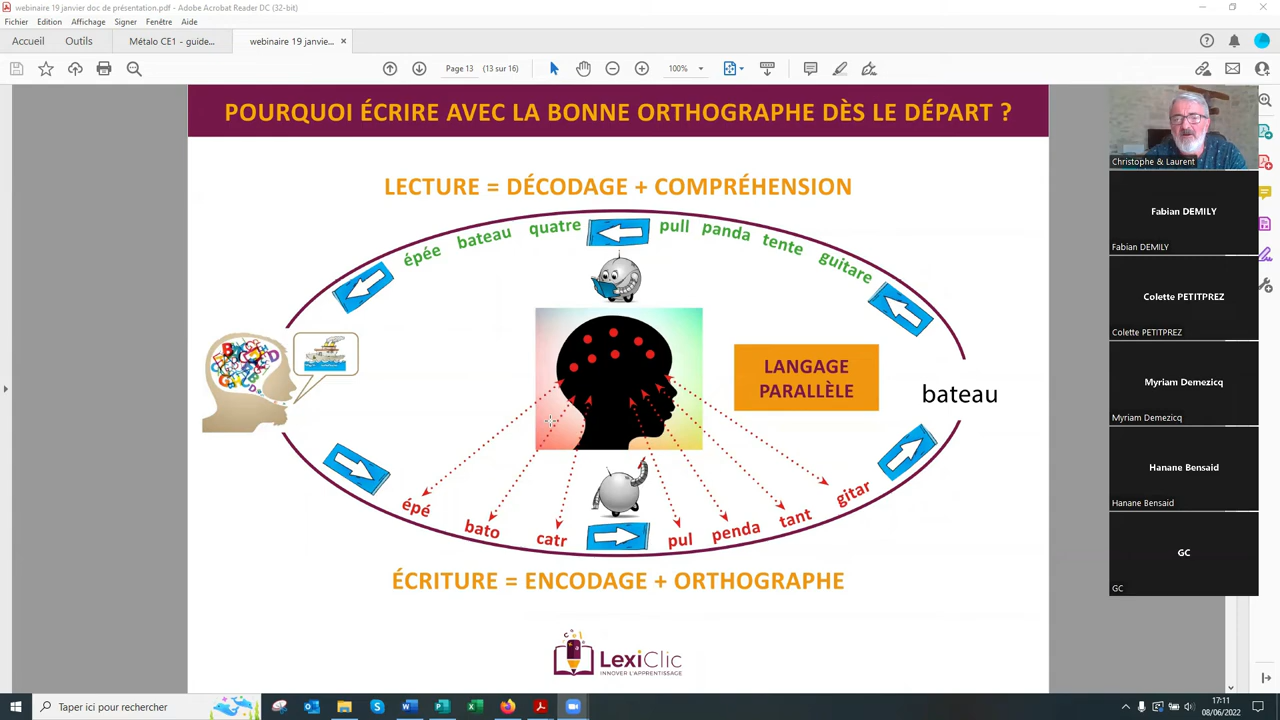 webinaire 19 janvier doc de présentation.pdf - Adobe Acrobat Reader DC (32-bit)
Fichier Edition Affichage Signer Fenêtre Aide
Accueil Outils Métalo CE1 - guide... webinaire 19 janvie... ×
Page 13 (13 sur 16) 100%
POURQUOI ÉCRIRE AVEC LA BONNE ORTHOGRAPHE DÈS LE DÉPART ?
LECTURE = DÉCODAGE + COMPRÉHENSION
épée bateau quatre pull panda tente guitare
LANGAGE
PARALLÈLE
bateau
épé bato catr pul penda tant gitar
ÉCRITURE = ENCODAGE + ORTHOGRAPHE
LexiClic
INNOVER L'APPRENTISSAGE
Christophe & Laurent
Fabian DEMILY
Fabian DEMILY
Colette PETITPREZ
Colette PETITPREZ
Myriam Demezicq
Myriam Demezicq
Hanane Bensaid
Hanane Bensaid
GC
GC
Taper ici pour rechercher
17:11
08/06/2022